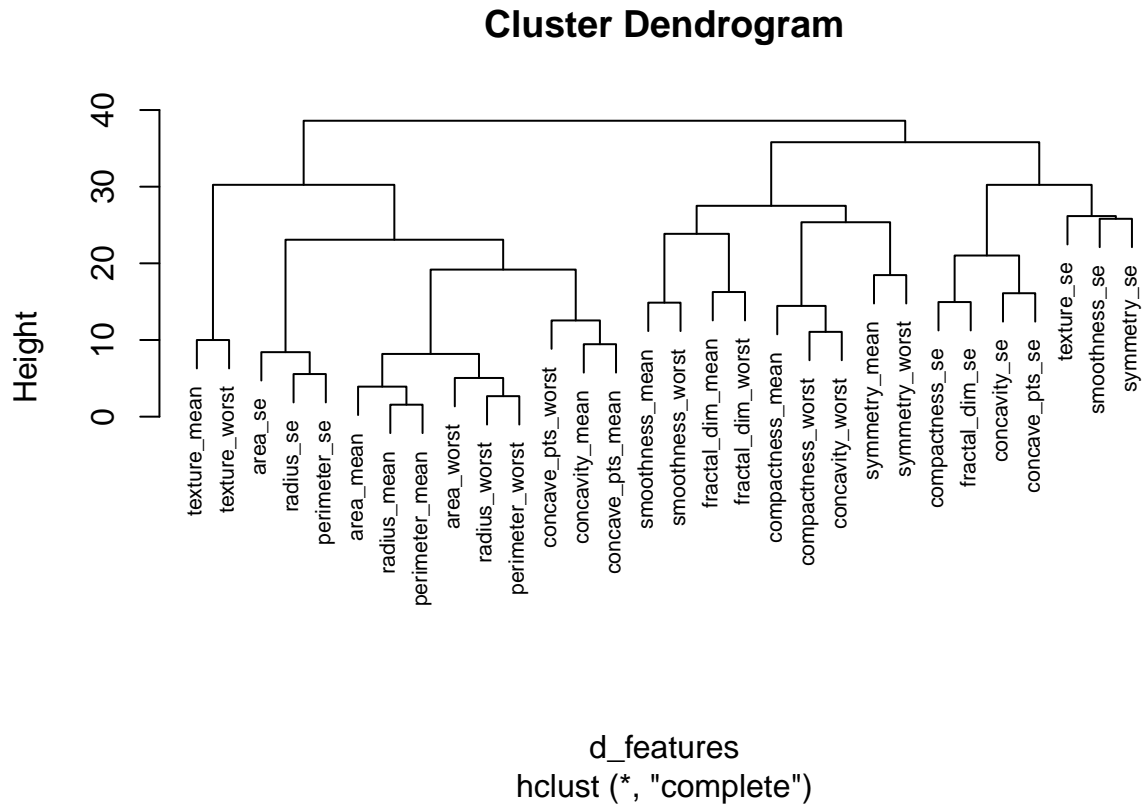 Cluster Dendrogram
Height
40
30
20
10
0
texture_mean
texture_worst
area_se
radius_se
perimeter_se
area_mean
radius_mean
perimeter_mean
area_worst
radius_worst
perimeter_worst
concave_pts_worst
concavity_mean
concave_pts_mean
smoothness_mean
smoothness_worst
fractal_dim_mean
fractal_dim_worst
compactness_mean
compactness_worst
concavity_worst
symmetry_mean
symmetry_worst
compactness_se
fractal_dim_se
concavity_se
concave_pts_se
texture_se
smoothness_se
symmetry_se
d_features
hclust (*, "complete")